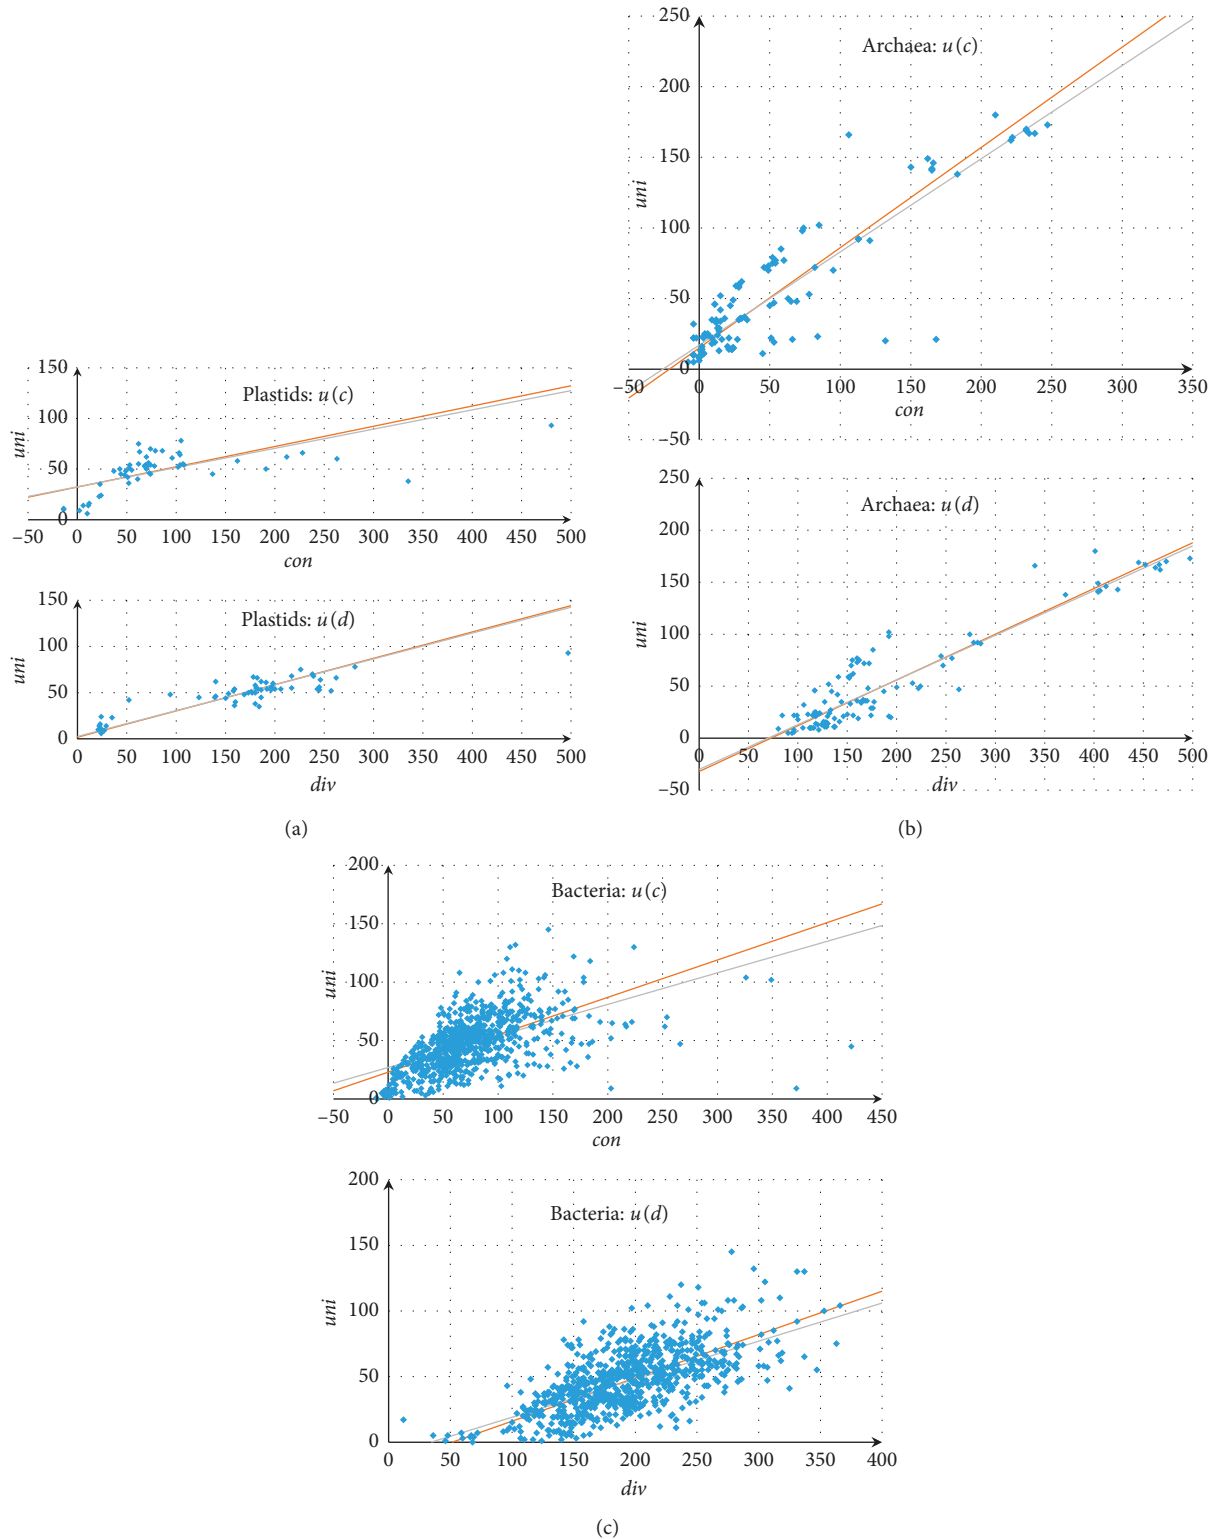 150
100
50
0
uni
Plastids: u(c)
–50 0 50 100 150 200 250 300 350 400 450 500
con
150
100
50
0
uni
Plastids: u(d)
0 50 100 150 200 250 300 350 400 450 500
div
(a)
250
200
150
100
50
0
–50
uni
Archaea: u(c)
–50 0 50 100 150 200 250 300 350
con
250
200
150
100
50
0
–50
uni
Archaea: u(d)
0 50 100 150 200 250 300 350 400 450 500
div
(b)
200
150
100
50
0
uni
Bacteria: u(c)
–50 0 50 100 150 200 250 300 350 400 450
con
200
150
100
50
0
uni
Bacteria: u(d)
0 50 100 150 200 250 300 350 400
div
(c)